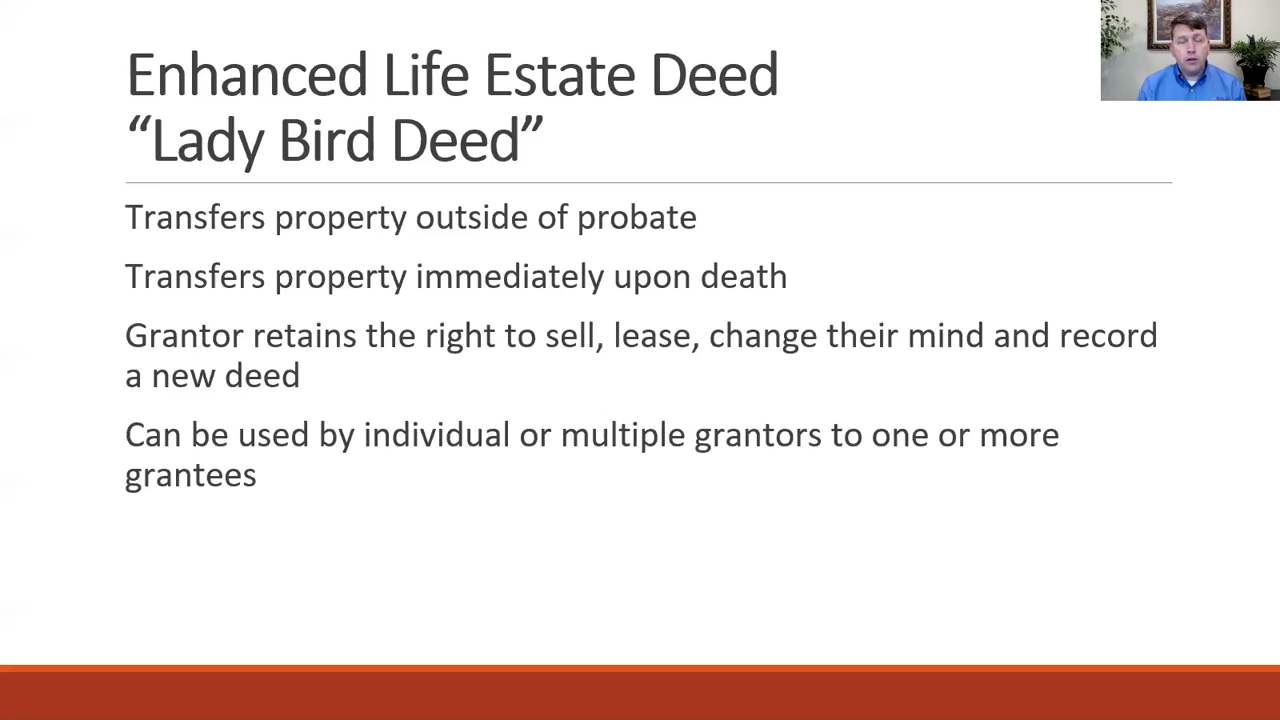 Enhanced Life Estate Deed
“Lady Bird Deed”
Transfers property outside of probate
Transfers property immediately upon death
Grantor retains the right to sell, lease, change their mind and record
a new deed
Can be used by individual or multiple grantors to one or more
grantees